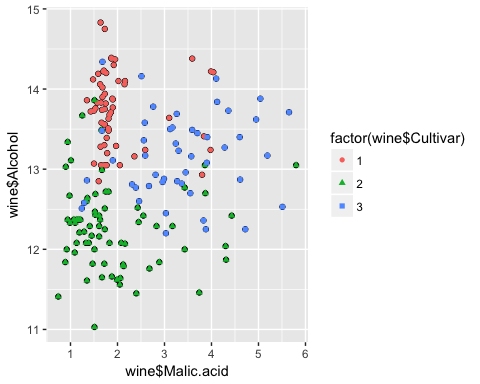 15
14
13
12
11
wine$Alcohol
1 2 3 4 5 6
wine$Malic.acid
factor(wine$Cultivar)
1
2
3